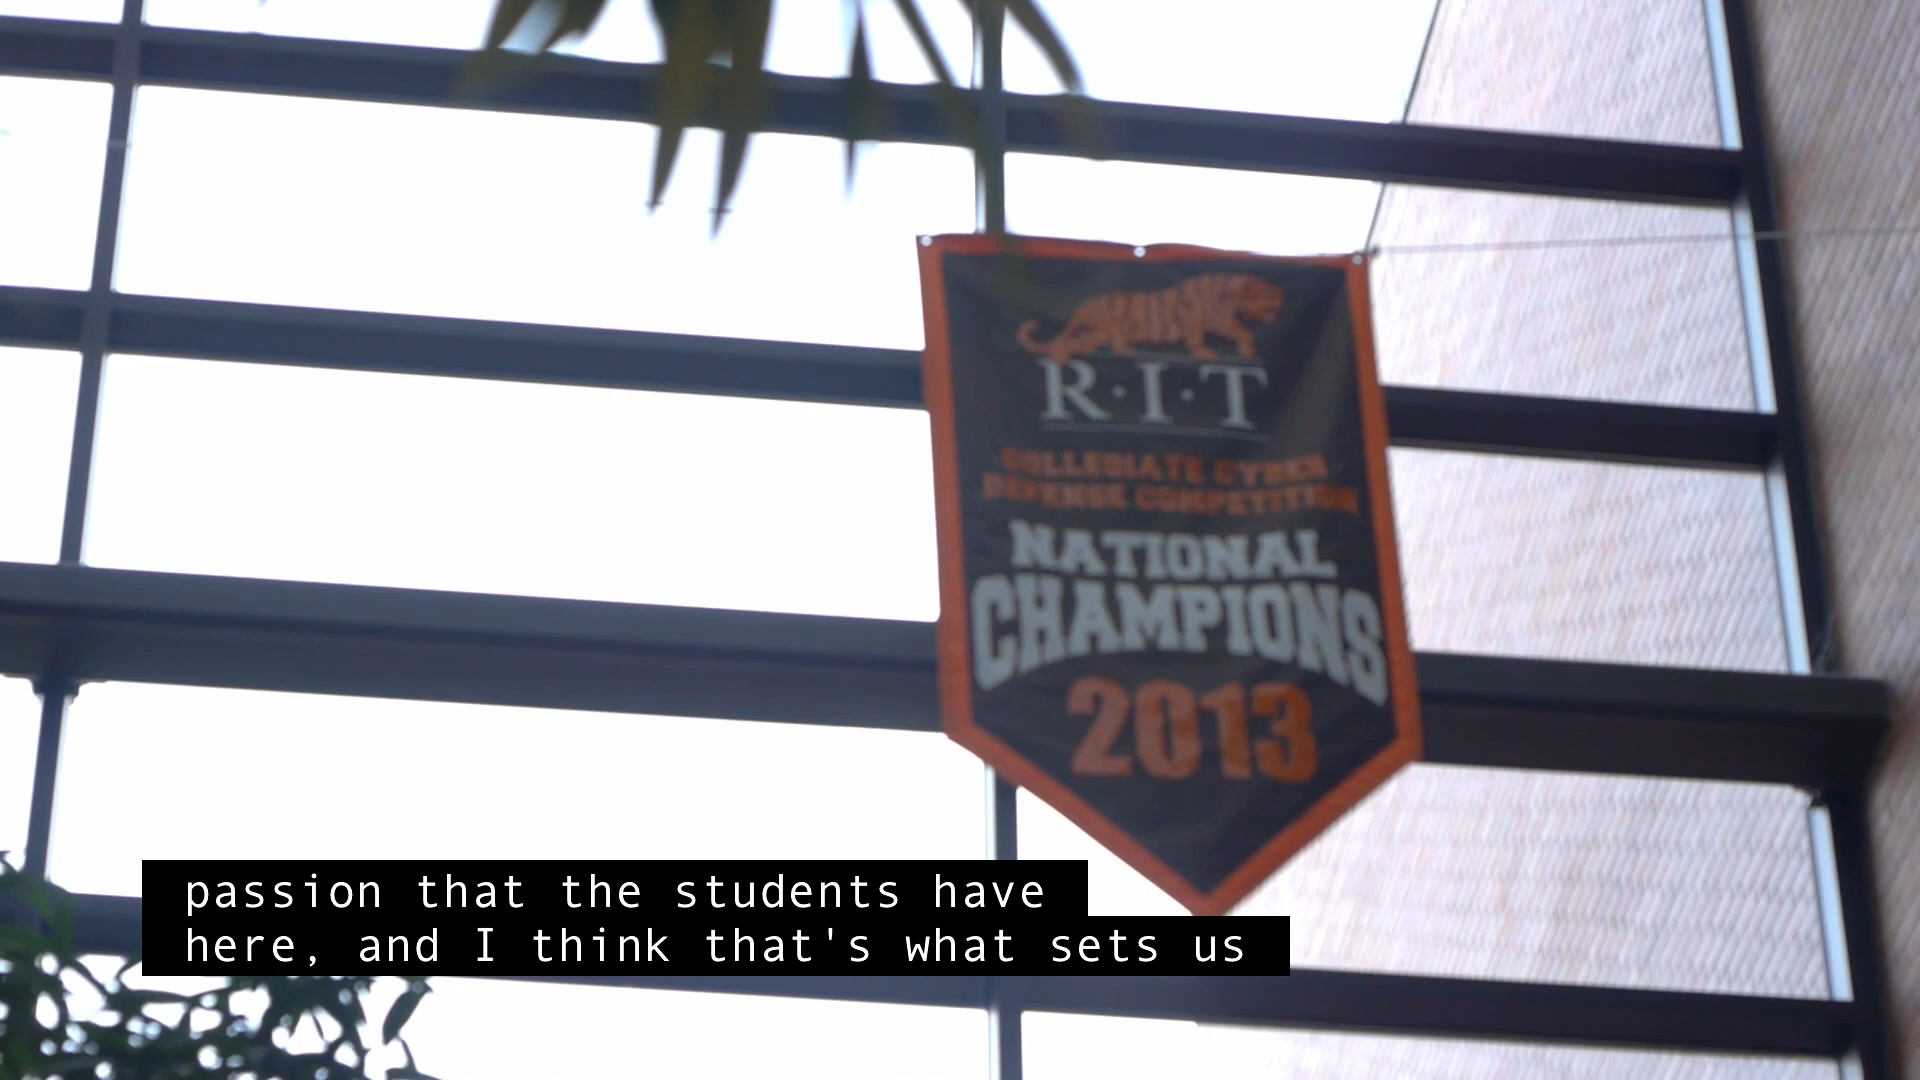 R·I·T
COLLEGIATE CYBER
DEFENSE COMPETITION
NATIONAL
CHAMPIONS
2013
passion that the students have
here, and I think that's what sets us